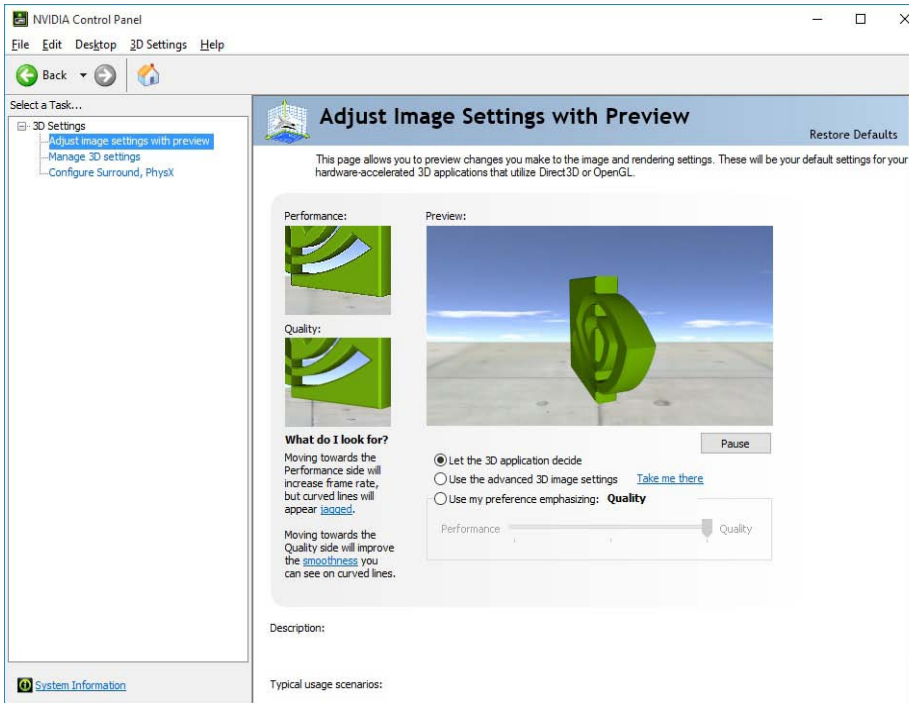 NVIDIA Control Panel
File Edit Desktop 3D Settings Help
Back
Select a Task...
3D Settings
Adjust image settings with preview
Manage 3D settings
Configure Surround, PhysX
System Information
Adjust Image Settings with Preview
Restore Defaults
This page allows you to preview changes you make to the image and rendering settings. These will be your default settings for your
hardware-accelerated 3D applications that utilize Direct3D or OpenGL.
Performance:
Quality:
What do I look for?
Moving towards the
Performance side will
increase frame rate,
but curved lines will
appear jagged.
Moving towards the
Quality side will improve
the smoothness you
can see on curved lines.
Preview:
Pause
Let the 3D application decide
Use the advanced 3D image settings Take me there
Use my preference emphasizing: Quality
Performance Quality
Description:
Typical usage scenarios: